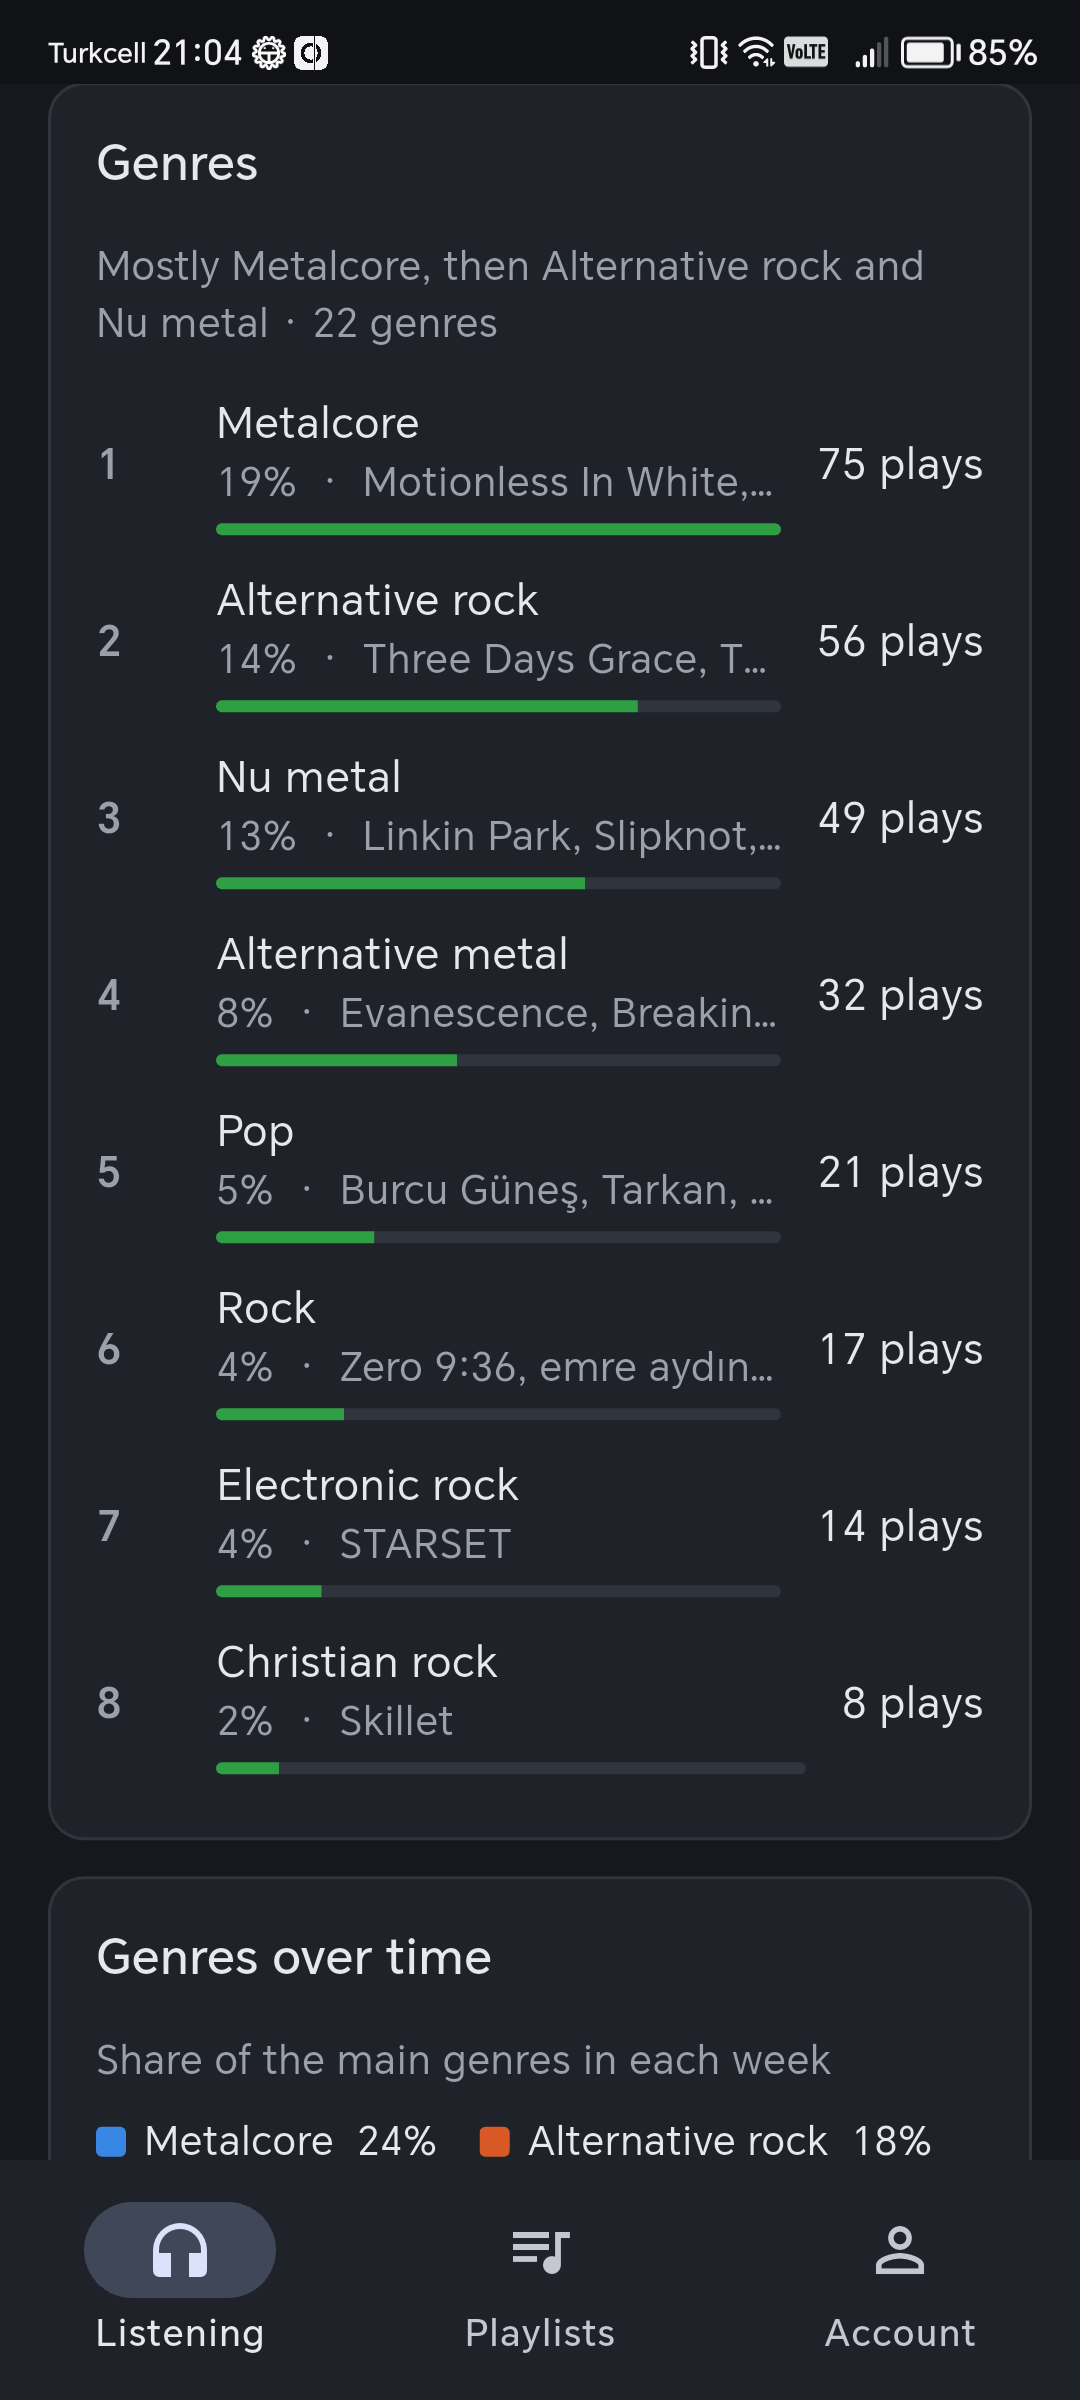 Turkcell 21:04 VoLTE 85%
Genres
Mostly Metalcore, then Alternative rock and
Nu metal · 22 genres
1 Metalcore 75 plays
19% · Motionless In White,...
2 Alternative rock 56 plays
14% · Three Days Grace, T...
3 Nu metal 49 plays
13% · Linkin Park, Slipknot,...
4 Alternative metal 32 plays
8% · Evanescence, Breakin...
5 Pop 21 plays
5% · Burcu Güneş, Tarkan, ...
6 Rock 17 plays
4% · Zero 9:36, emre aydın...
7 Electronic rock 14 plays
4% · STARSET
8 Christian rock 8 plays
2% · Skillet
Genres over time
Share of the main genres in each week
Metalcore 24% Alternative rock 18%
Listening Playlists Account